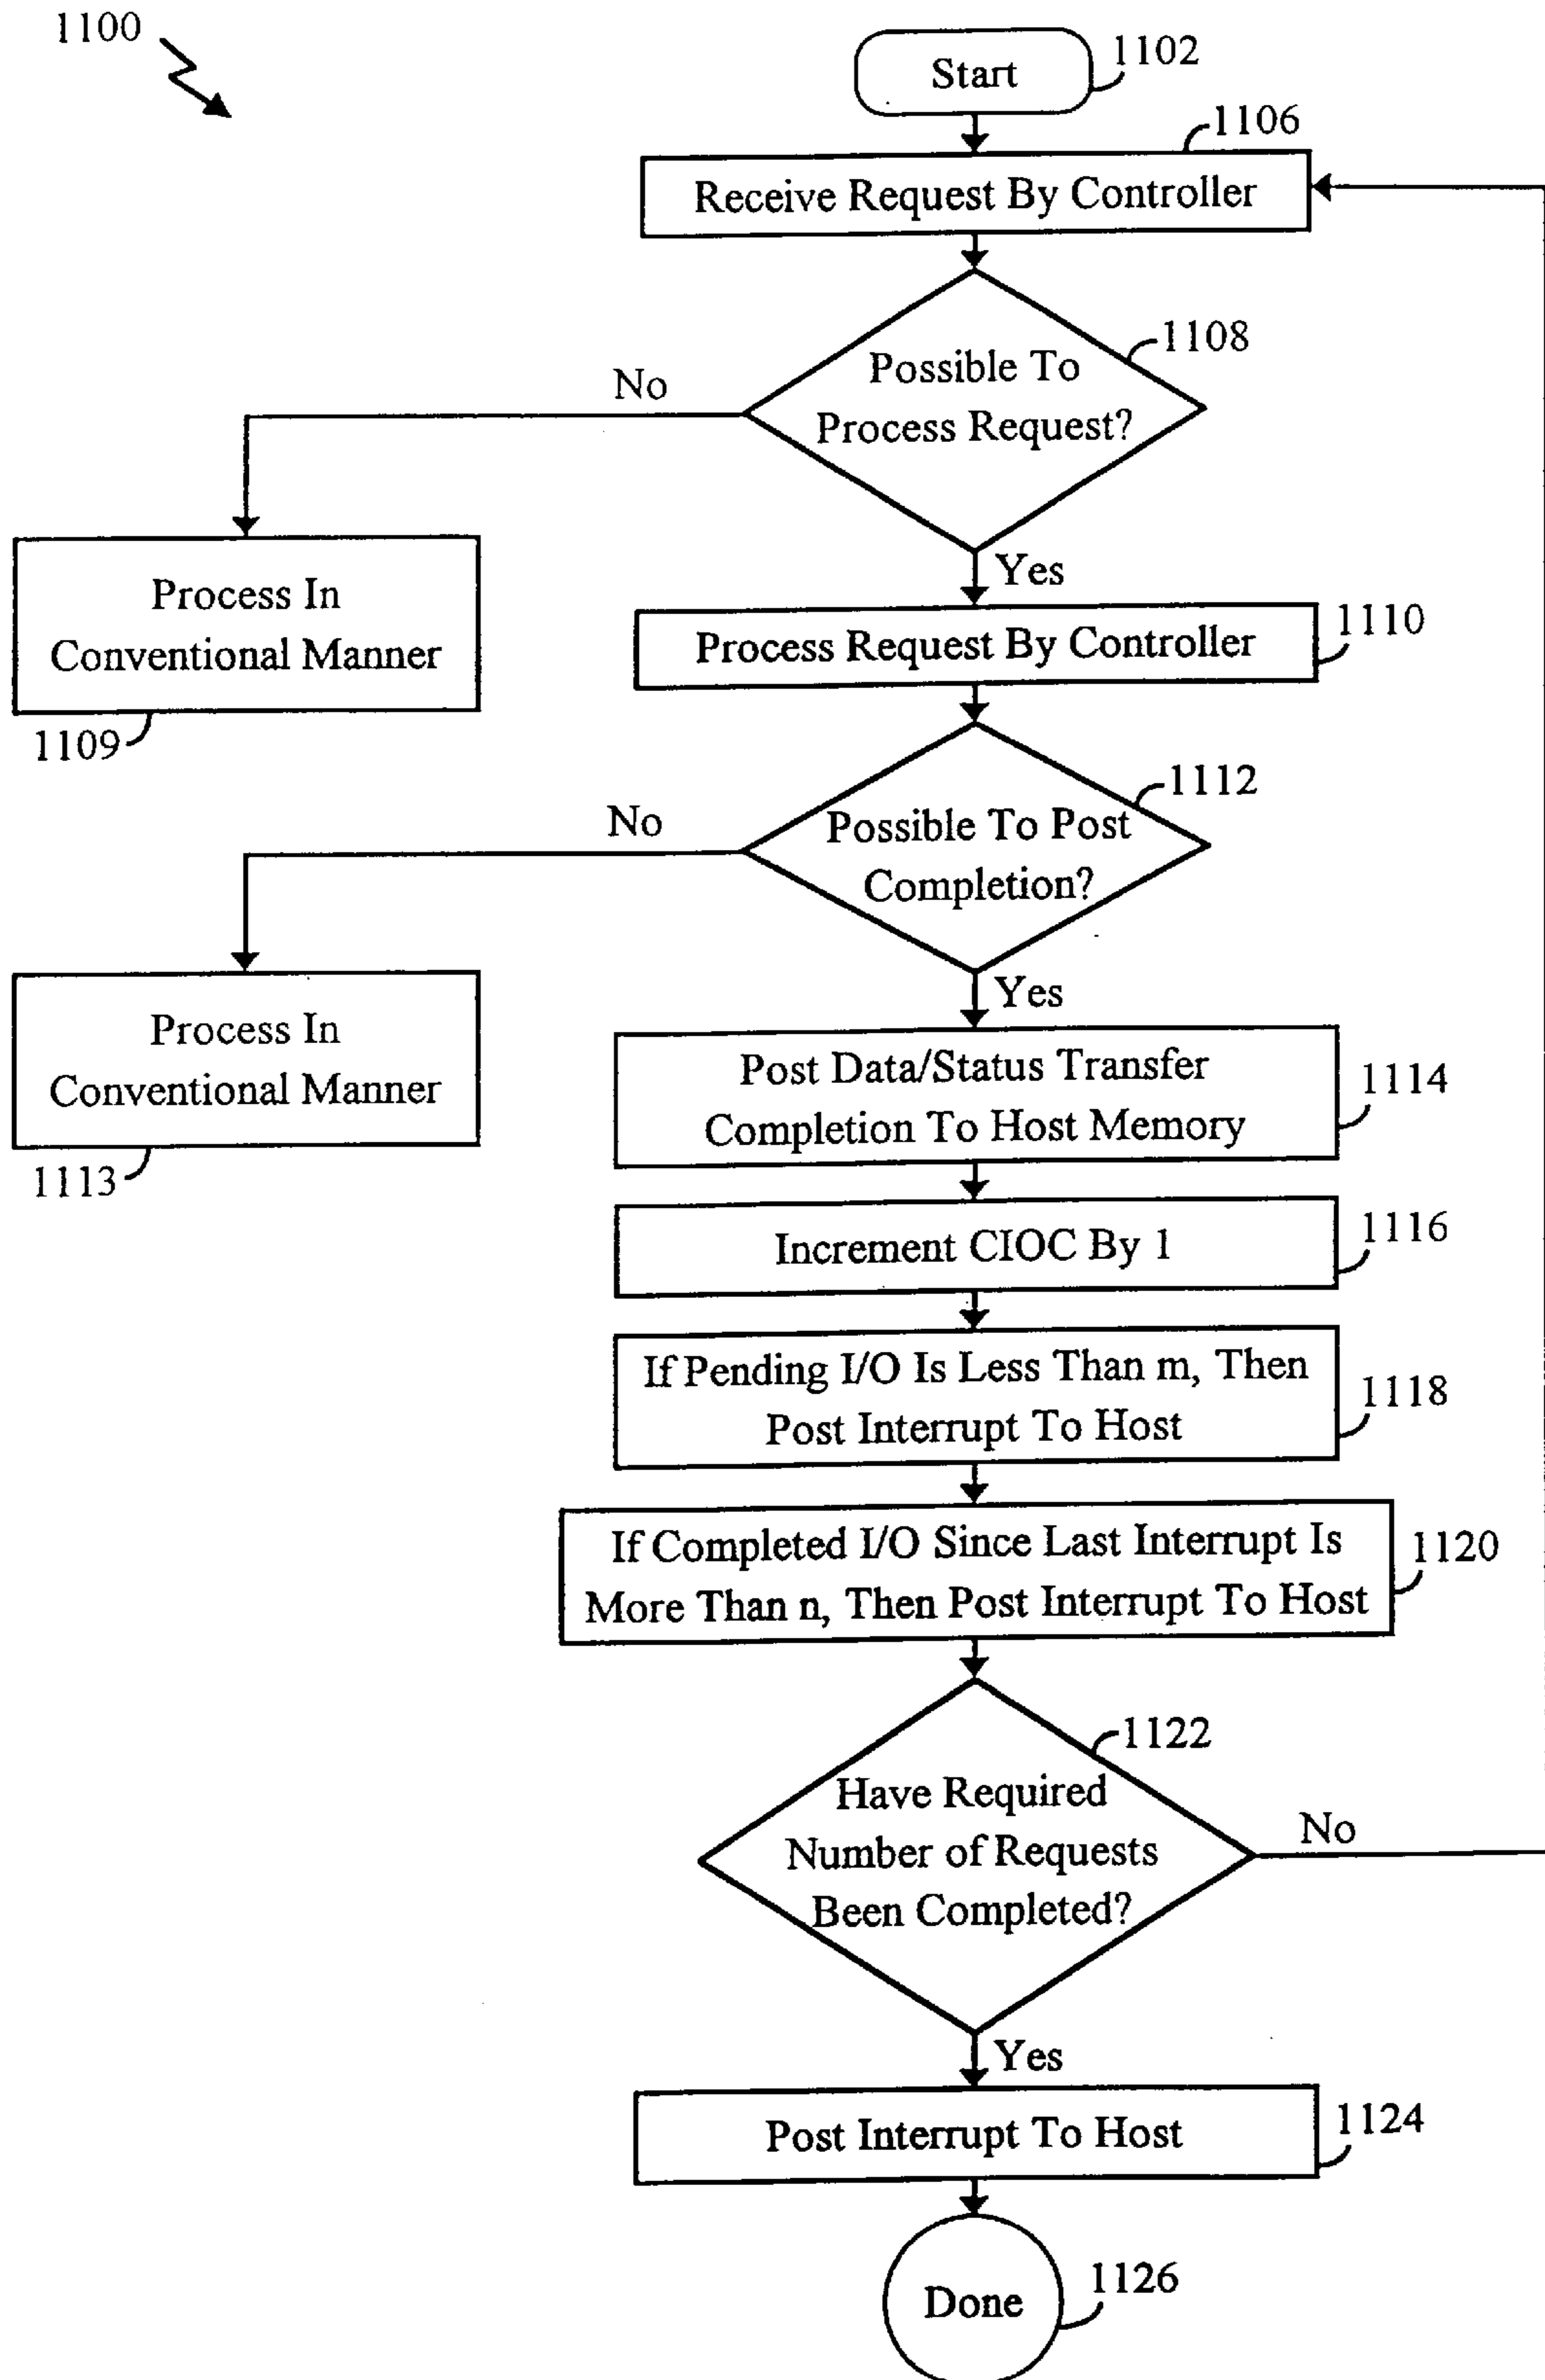 1100
Start
1102
1106
Receive Request By Controller
1108
Possible To
Process Request?
No
Yes
Process In
Conventional Manner
1109
Process Request By Controller
1110
1112
Possible To Post
Completion?
No
Yes
Process In
Conventional Manner
1113
Post Data/Status Transfer
Completion To Host Memory
1114
Increment CIOC By 1
1116
If Pending I/O Is Less Than m, Then
Post Interrupt To Host
1118
If Completed I/O Since Last Interrupt Is
More Than n, Then Post Interrupt To Host
1120
1122
Have Required
Number of Requests
Been Completed?
No
Yes
Post Interrupt To Host
1124
Done
1126